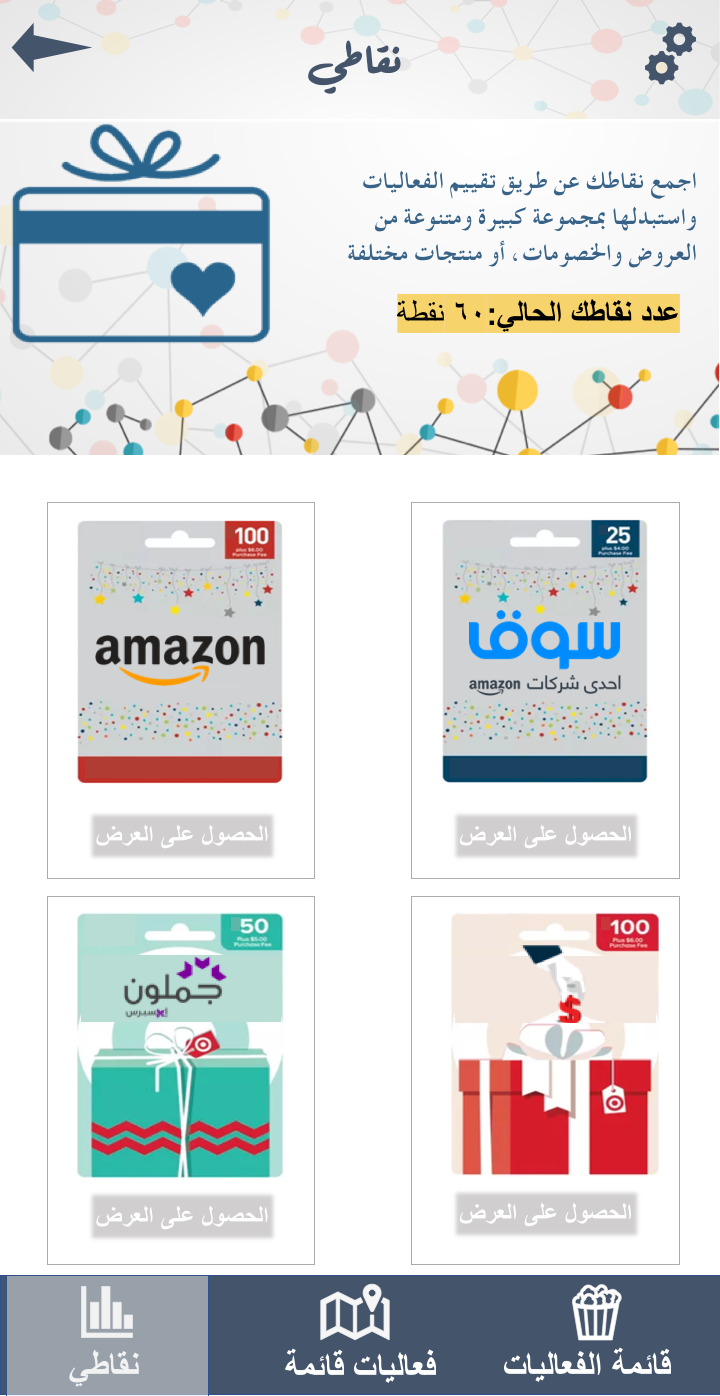 نقاطي
اجمع نقاطك عن طريق تقييم الفعاليات
واستبدلها بمجموعة كبيرة ومتنوعة من
العروض والخصومات، أو منتجات مختلفة
عدد نقاطك الحالي:٦٠ نقطة
25
plus $4.00
Purchase Fee
سوق
احدى شركات amazon
الحصول على العرض
100
plus $6.00
Purchase Fee
amazon
الحصول على العرض
100
Plus $6.00
Purchase Fee
$
الحصول على العرض
50
Plus $5.00
Purchase Fee
جملون
إكسبرس
الحصول على العرض
قائمة الفعاليات
فعاليات قائمة
نقاطي